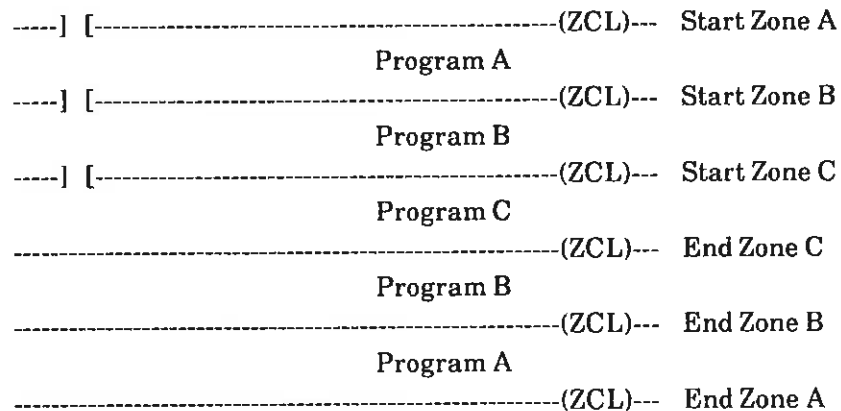 -----] [-----------------------------------------------(ZCL)--- Start Zone A
Program A
-----] [-----------------------------------------------(ZCL)--- Start Zone B
Program B
-----] [-----------------------------------------------(ZCL)--- Start Zone C
Program C
-------------------------------------------------------(ZCL)--- End Zone C
Program B
-------------------------------------------------------(ZCL)--- End Zone B
Program A
-------------------------------------------------------(ZCL)--- End Zone A